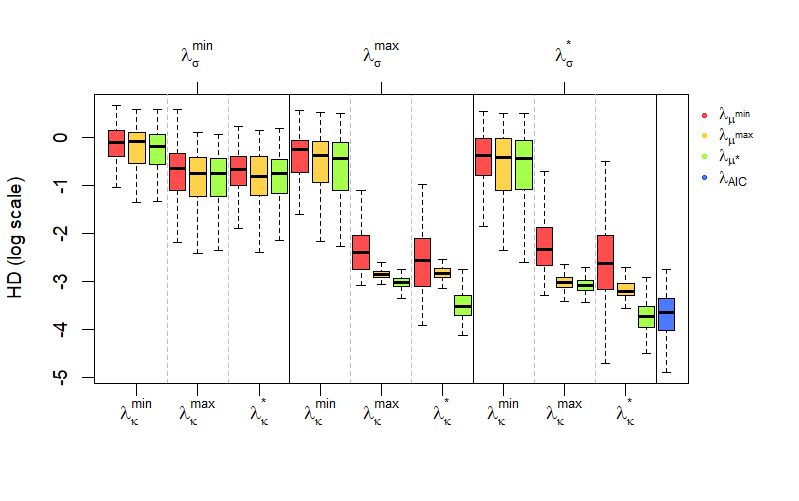 λσmin λσmax λσ*
HD (log scale)
0
-1
-2
-3
-4
-5
λκmin λκmax λκ* λκmin λκmax λκ* λκmin λκmax λκ*
λμmin
λμmax
λμ*
λAIC